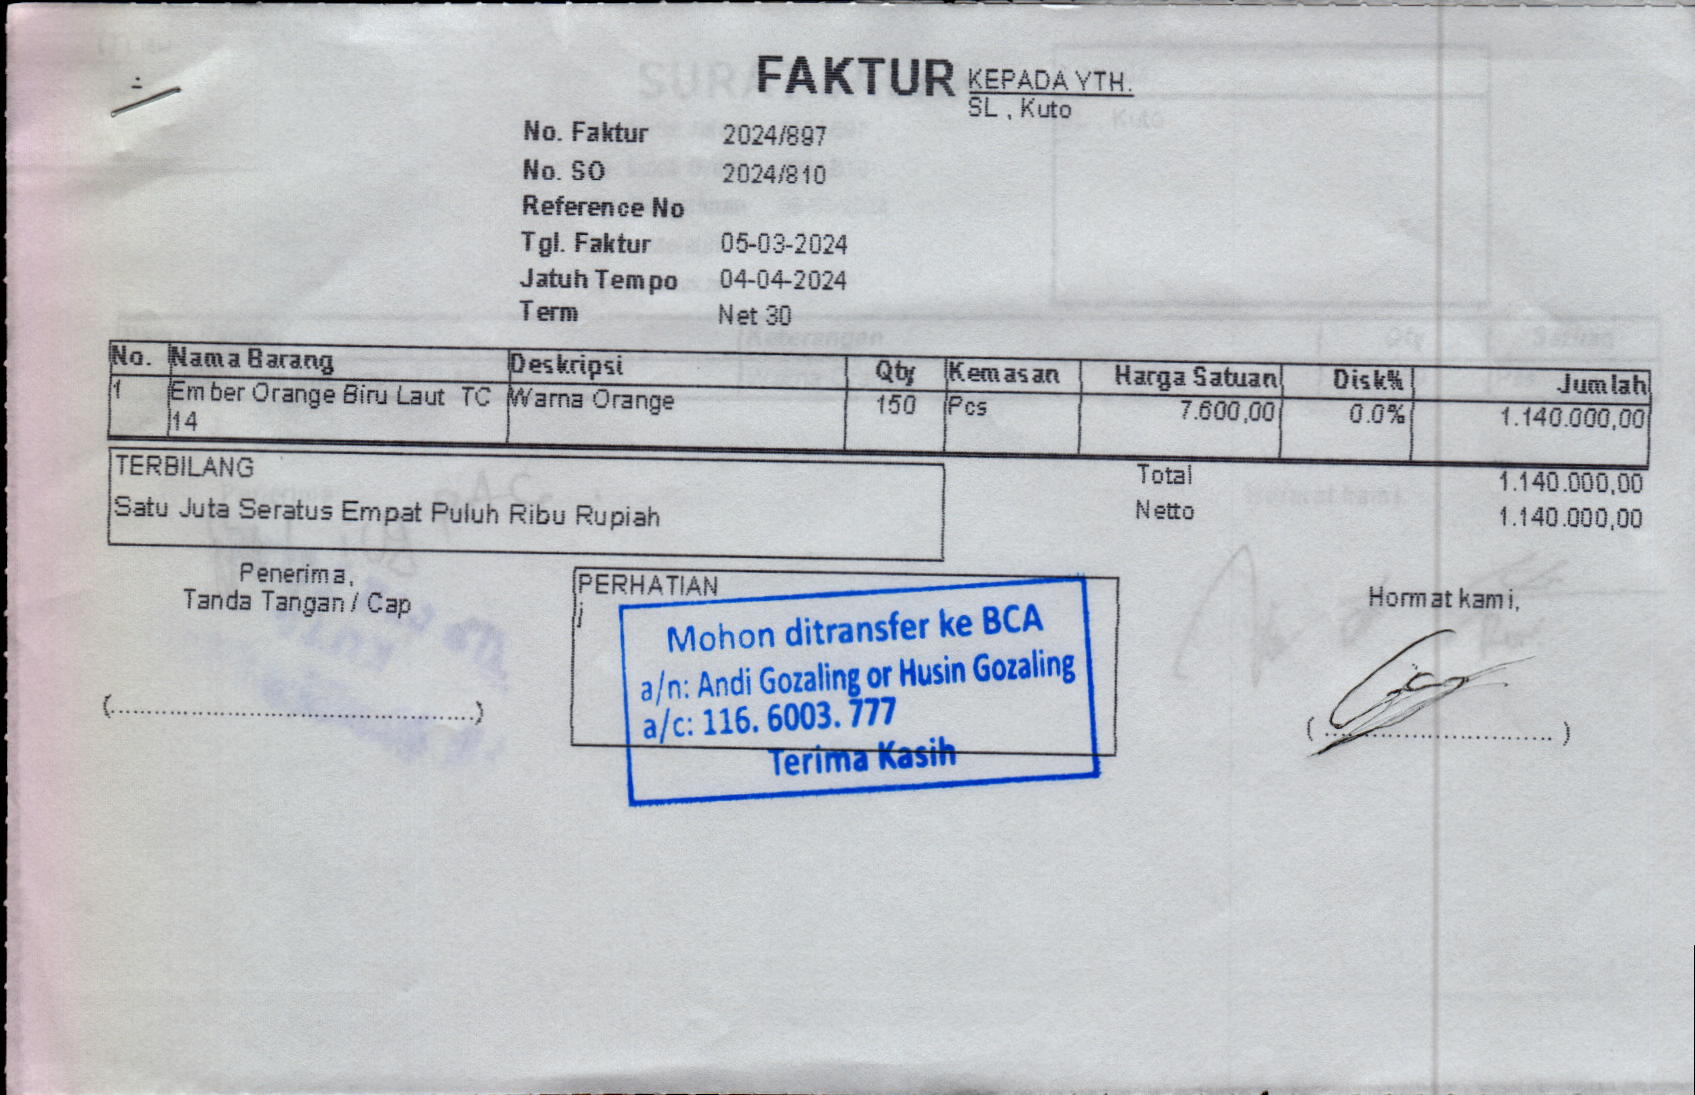 FAKTUR
KEPADA YTH.
SL , Kuto
No. Faktur 2024/897
No. SO 2024/810
Reference No
Tgl. Faktur 05-03-2024
Jatuh Tempo 04-04-2024
Term Net 30
No. Nama Barang Deskripsi Qty Kemasan Harga Satuan Disk% Jumlah
1 Ember Orange Biru Laut TC Warna Orange 150 Pcs 7.600,00 0.0% 1.140.000,00
14
TERBILANG
Satu Juta Seratus Empat Puluh Ribu Rupiah
Total 1.140.000,00
Netto 1.140.000,00
Penerima,
Tanda Tangan / Cap
(........................................................)
PERHATIAN
j
Mohon ditransfer ke BCA
a/n: Andi Gozaling or Husin Gozaling
a/c: 116. 6003. 777
Terima Kasih
Hormat kami,
(...................................)